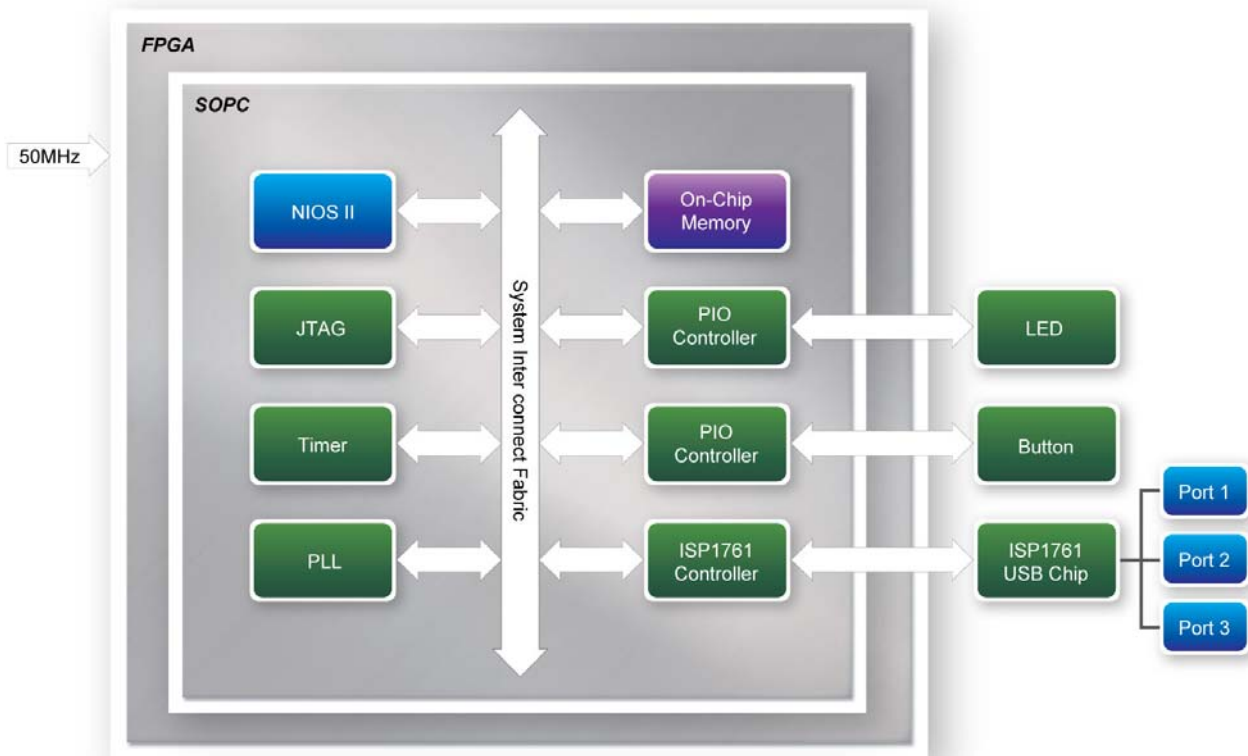 FPGA
SOPC
50MHz
NIOS II
On-Chip
Memory
System Inter connect Fabric
JTAG
PIO
Controller
LED
Timer
PIO
Controller
Button
PLL
ISP1761
Controller
ISP1761
USB Chip
Port 1
Port 2
Port 3